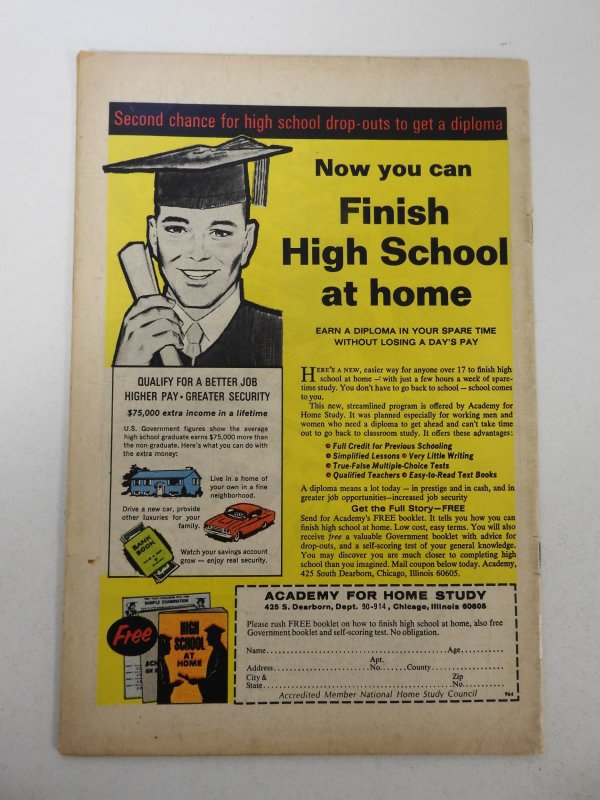 Second chance for high school drop-outs to get a diploma
Now you can
Finish
High School
at home
EARN A DIPLOMA IN YOUR SPARE TIME
WITHOUT LOSING A DAY'S PAY
QUALIFY FOR A BETTER JOB
HIGHER PAY • GREATER SECURITY
$75,000 extra income in a lifetime
U.S. Government figures show the average
high school graduate earns $75,000 more than
the non-graduate. Here's what you can do with
the extra money:
Live in a home of
your own in a fine
neighborhood.
Drive a new car, provide
other luxuries for your
family.
BANK
BOOK
Watch your savings account
grow — enjoy real security.
HERE'S A NEW, easier way for anyone over 17 to finish high
school at home — with just a few hours a week of spare-
time study. You don't have to go back to school — school comes
to you.
This new, streamlined program is offered by Academy for
Home Study. It was planned especially for working men and
women who need a diploma to get ahead and can't take time
out to go back to classroom study. It offers these advantages:
• Full Credit for Previous Schooling
• Simplified Lessons • Very Little Writing
• True-False Multiple-Choice Tests
• Qualified Teachers • Easy-to-Read Text Books
A diploma means a lot today — in prestige and in cash, and in
greater job opportunities—increased job security
Get the Full Story—FREE
Send for Academy's FREE booklet. It tells you how you can
finish high school at home. Low cost, easy terms. You will also
receive free a valuable Government booklet with advice for
drop-outs, and a self-scoring test of your general knowledge.
You may discover you are much closer to completing high
school than you imagined. Mail coupon below today. Academy,
425 South Dearborn, Chicago, Illinois 60605.
Free
SAMPLE EXAMINATION
HIGH
SCHOOL
AT
HOME
ACADEMY FOR HOME STUDY
425 S. Dearborn, Dept. 90-914, Chicago, Illinois 60605
Please rush FREE booklet on how to finish high school at home, also free
Government booklet and self-scoring test. No obligation.
Name Age
Apt.
Address No. County
City & Zip
State No.
Accredited Member National Home Study Council 964